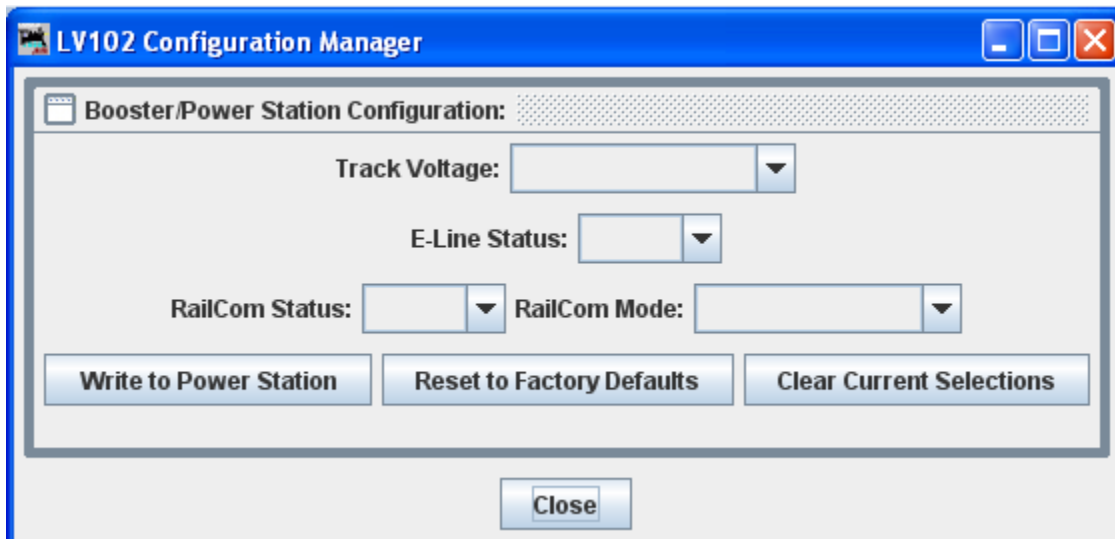 LV102 Configuration Manager
Booster/Power Station Configuration:
Track Voltage:
E-Line Status:
RailCom Status: RailCom Mode:
Write to Power Station Reset to Factory Defaults Clear Current Selections
Close